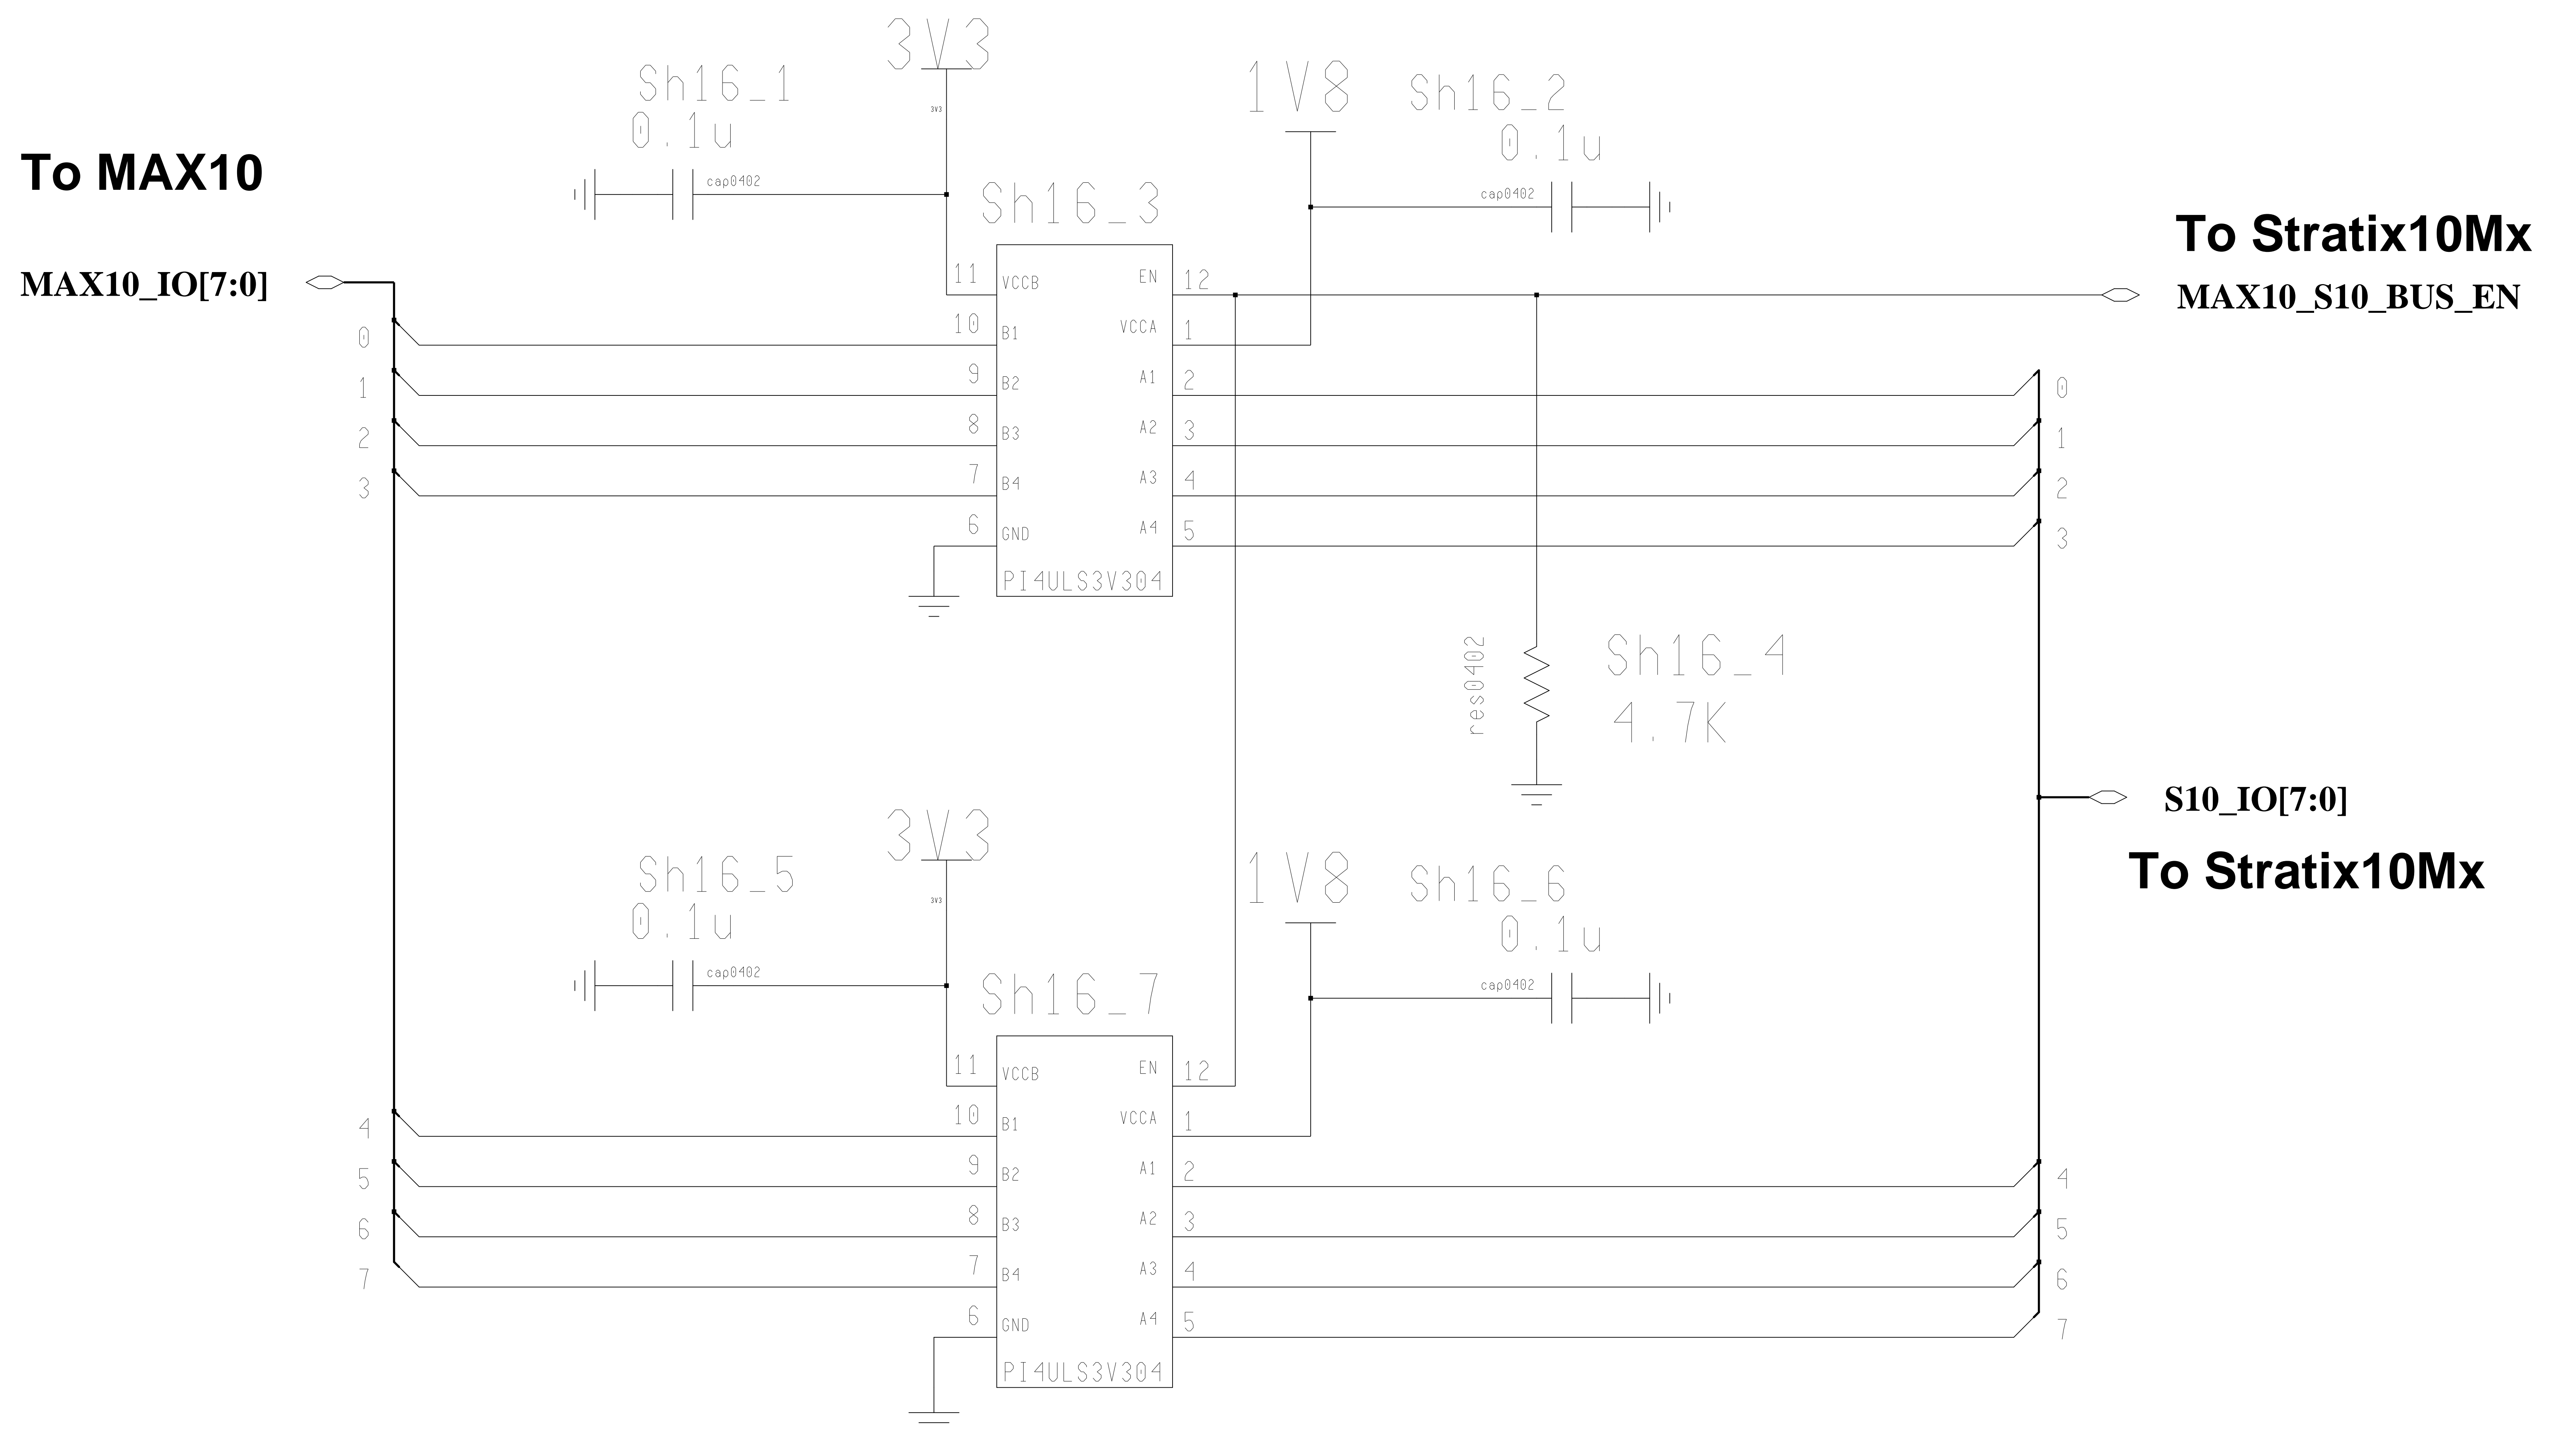 3V3
Sh16_1
0.1u
3V3
1V8
Sh16_2
0.1u
To MAX10
cap0402
cap0402
Sh16_3
To Stratix10Mx
MAX10_IO[7:0]
MAX10_S10_BUS_EN
11 VCCB EN 12
0 10 B1 VCCA 1
1 9 B2 A1 2 0
2 8 B3 A2 3 1
3 7 B4 A3 4 2
6 GND A4 5 3
PI4ULS3V304
res0402
Sh16_4
4.7K
S10_IO[7:0]
To Stratix10Mx
3V3
Sh16_5
0.1u
3V3
1V8
Sh16_6
0.1u
cap0402
cap0402
Sh16_7
11 VCCB EN 12
4 10 B1 VCCA 1
5 9 B2 A1 2 4
6 8 B3 A2 3 5
7 7 B4 A3 4 6
6 GND A4 5 7
PI4ULS3V304